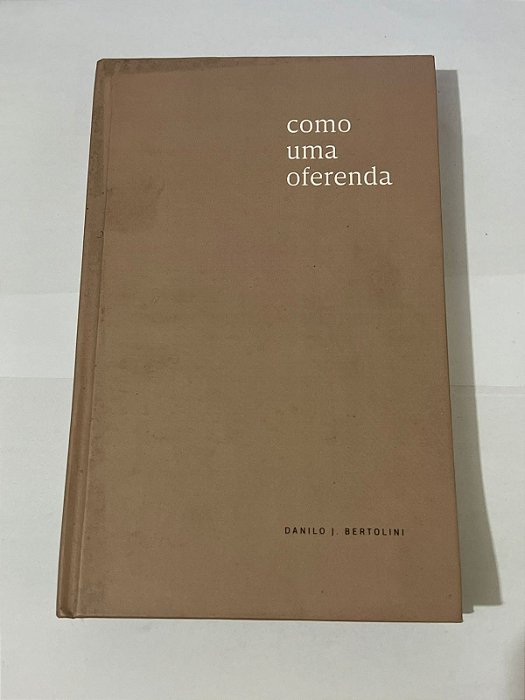 como
uma
oferenda
DANILO J. BERTOLINI